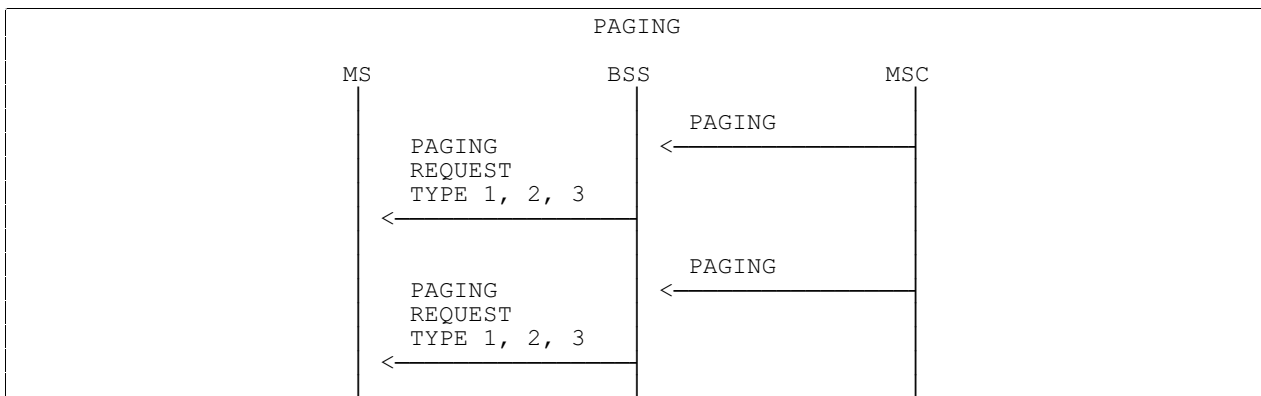 PAGING
MS BSS MSC
PAGING
PAGING
REQUEST
TYPE 1, 2, 3
PAGING
PAGING
REQUEST
TYPE 1, 2, 3